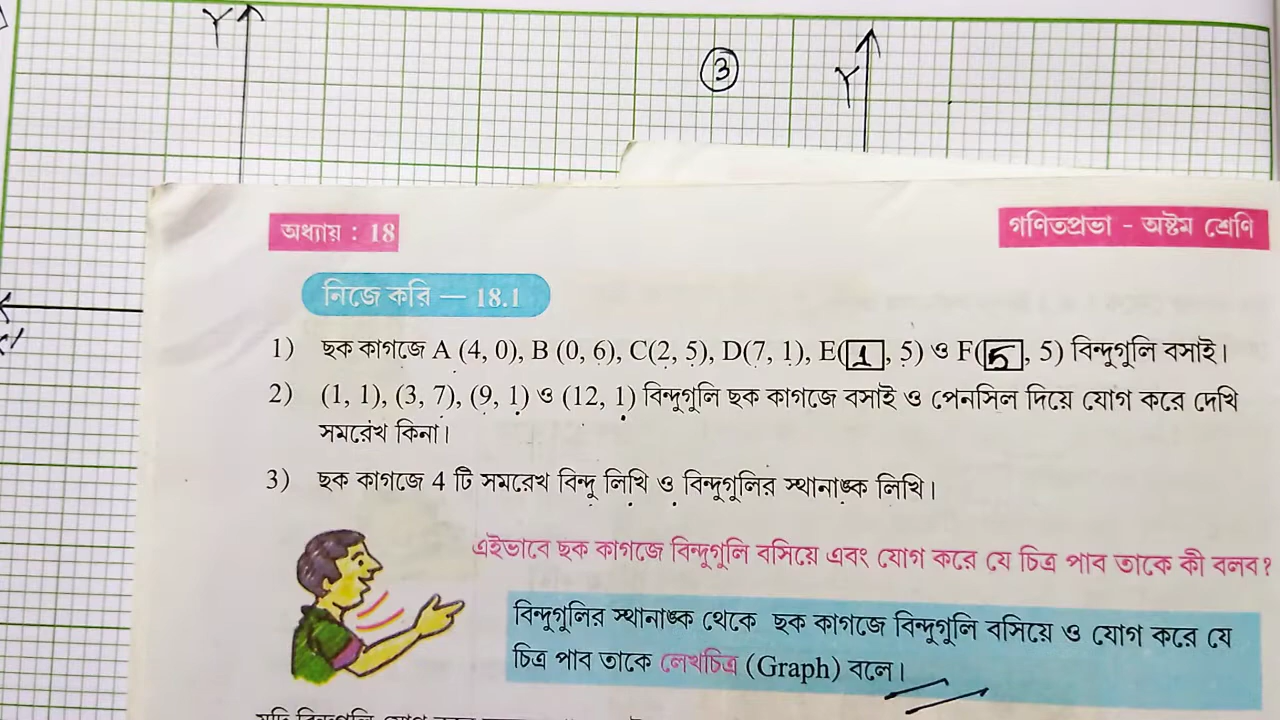 Y
③
Y
অধ্যায় : 18
গণিতপ্রভা - অষ্টম শ্রেণি
নিজে করি — 18.1
1) ছক কাগজে A (4, 0), B (0, 6), C(2, 5), D(7, 1), E(1, 5) ও F(5, 5) বিন্দুগুলি বসাই।
2) (1, 1), (3, 7), (9, 1) ও (12, 1) বিন্দুগুলি ছক কাগজে বসাই ও পেনসিল দিয়ে যোগ করে দেখি
সমরেখ কিনা।
3) ছক কাগজে 4 টি সমরেখ বিন্দু লিখি ও বিন্দুগুলির স্থানাঙ্ক লিখি।
এইভাবে ছক কাগজে বিন্দুগুলি বসিয়ে এবং যোগ করে যে চিত্র পাব তাকে কী বলব?
বিন্দুগুলির স্থানাঙ্ক থেকে ছক কাগজে বিন্দুগুলি বসিয়ে ও যোগ করে যে
চিত্র পাব তাকে লেখচিত্র (Graph) বলে।